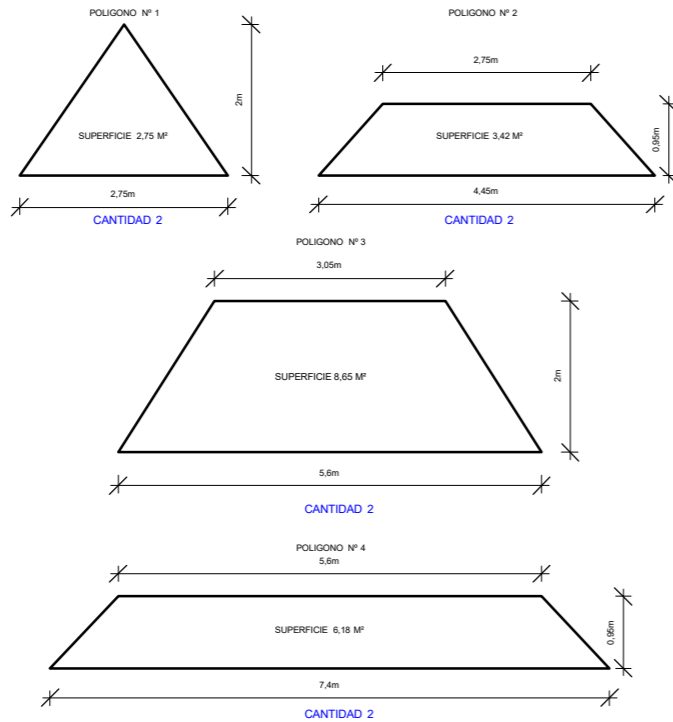 POLIGONO Nº 1
2m
SUPERFICIE 2,75 M²
2,75m
CANTIDAD 2
POLIGONO Nº 2
2,75m
SUPERFICIE 3,42 M²
0,95m
4,45m
CANTIDAD 2
POLIGONO Nº 3
3,05m
SUPERFICIE 8,65 M²
2m
5,6m
CANTIDAD 2
POLIGONO Nº 4
5,6m
SUPERFICIE 6,18 M²
0,95m
7,4m
CANTIDAD 2